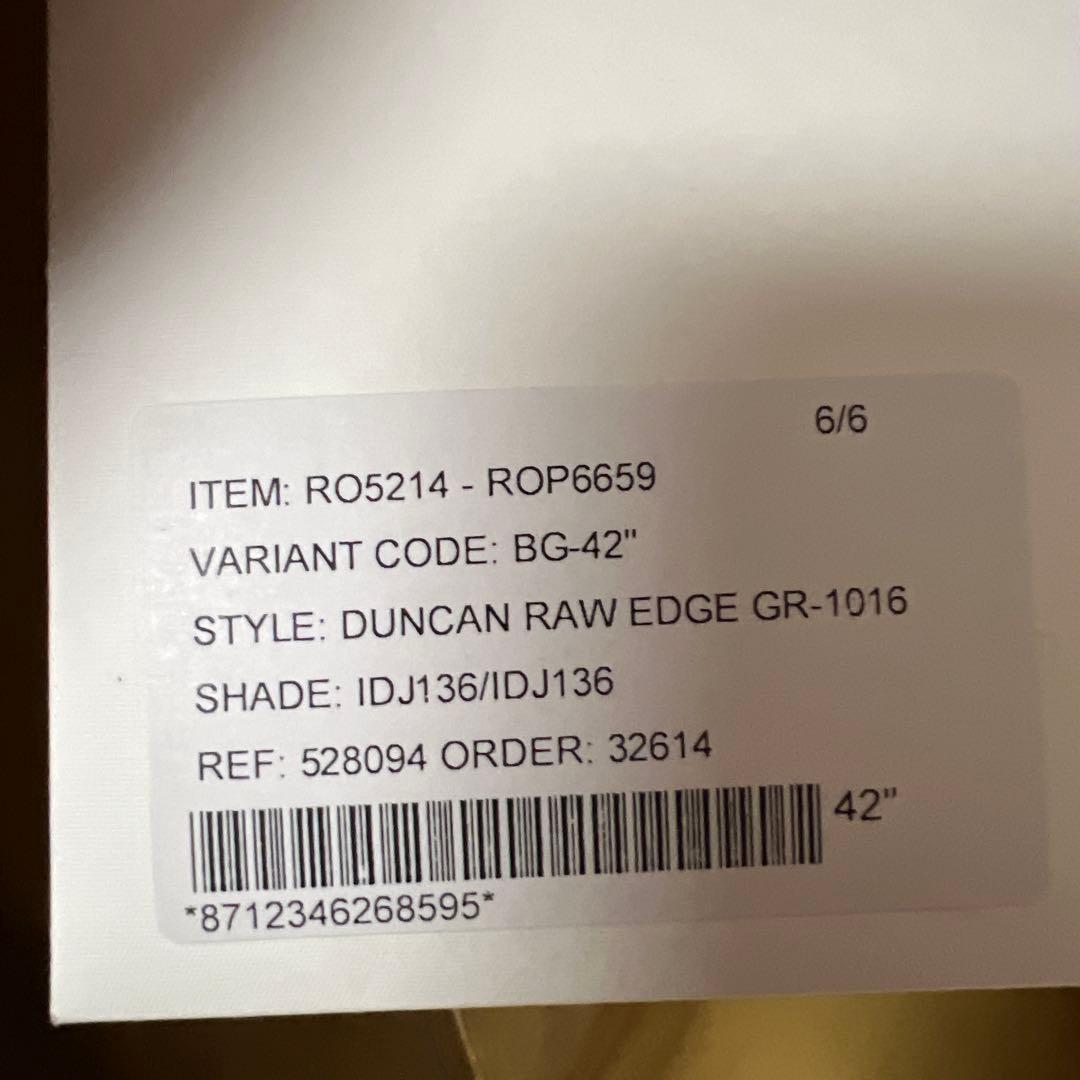 6/6
ITEM: RO5214 - ROP6659
VARIANT CODE: BG-42"
STYLE: DUNCAN RAW EDGE GR-1016
SHADE: IDJ136/IDJ136
REF: 528094 ORDER: 32614
42"
*8712346268595*